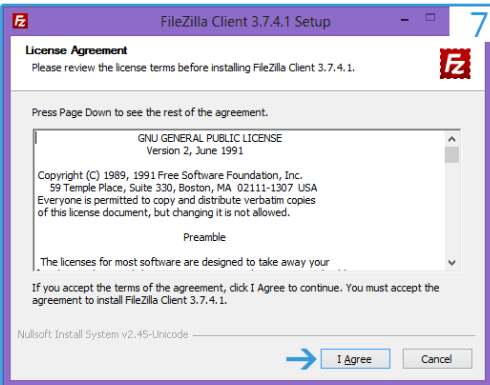 FileZilla Client 3.7.4.1 Setup
7
License Agreement
Please review the license terms before installing FileZilla Client 3.7.4.1.
Fz
Press Page Down to see the rest of the agreement.
GNU GENERAL PUBLIC LICENSE
Version 2, June 1991
Copyright (C) 1989, 1991 Free Software Foundation, Inc.
59 Temple Place, Suite 330, Boston, MA 02111-1307 USA
Everyone is permitted to copy and distribute verbatim copies
of this license document, but changing it is not allowed.
Preamble
The licenses for most software are designed to take away your
If you accept the terms of the agreement, click I Agree to continue. You must accept the
agreement to install FileZilla Client 3.7.4.1.
Nullsoft Install System v2.45-Unicode
I Agree
Cancel